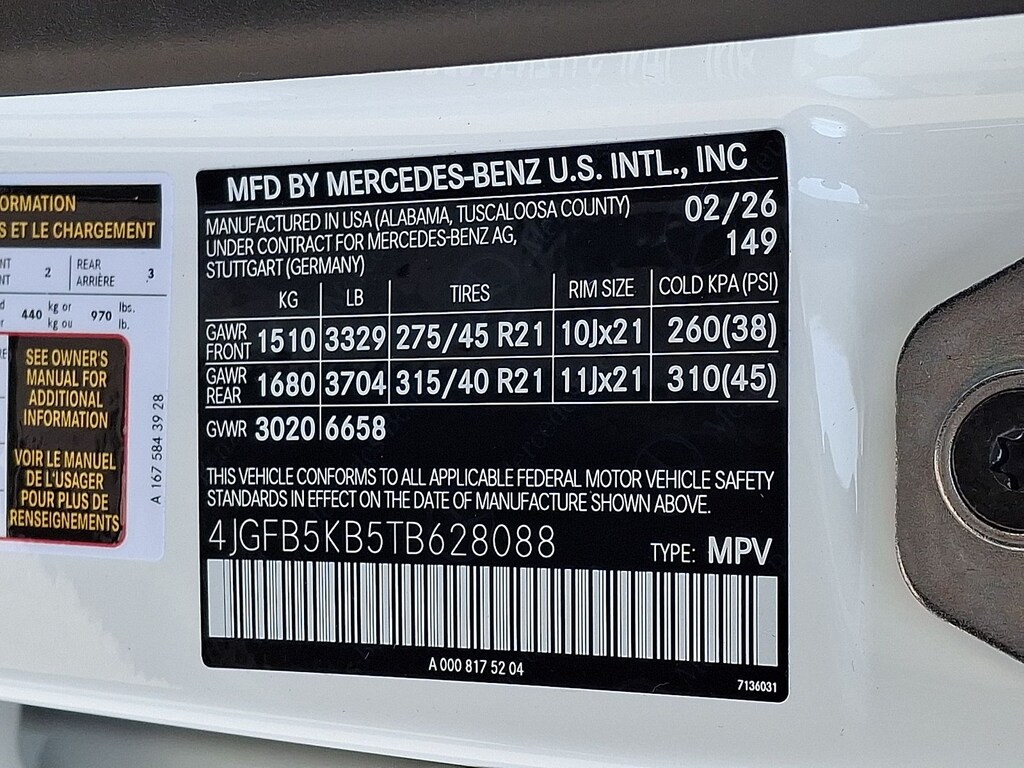 ORMATION
S ET LE CHARGEMENT
NT
NT
2
REAR
ARRIÈRE
3
440
kg or
kg ou
970
lbs.
lb.
SEE OWNER'S
MANUAL FOR
ADDITIONAL
INFORMATION
VOIR LE MANUEL
DE L'USAGER
POUR PLUS DE
RENSEIGNEMENTS
A 167 584 39 28
MFD BY MERCEDES-BENZ U.S. INTL., INC
MANUFACTURED IN USA (ALABAMA, TUSCALOOSA COUNTY) 02/26
UNDER CONTRACT FOR MERCEDES-BENZ AG, 149
STUTTGART (GERMANY)
KG LB TIRES RIM SIZE COLD KPA (PSI)
GAWR FRONT 1510 3329 275/45 R21 10Jx21 260(38)
GAWR REAR 1680 3704 315/40 R21 11Jx21 310(45)
GVWR 3020 6658
THIS VEHICLE CONFORMS TO ALL APPLICABLE FEDERAL MOTOR VEHICLE SAFETY
STANDARDS IN EFFECT ON THE DATE OF MANUFACTURE SHOWN ABOVE.
4JGFB5KB5TB628088 TYPE: MPV
A 000 817 52 04
7136031